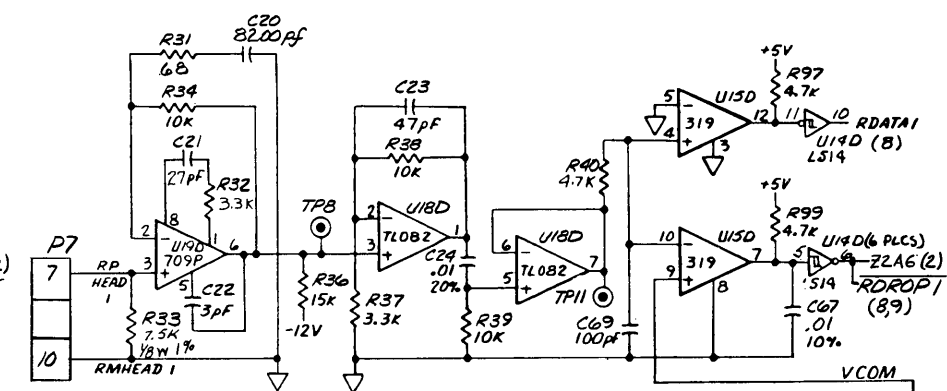 C20
8200pf
R31
68
R34
10K
C21
27pF
R32
3.3K
8
1
2
3
6
5
U19D
709P
C22
3pF
P7
7
10
RP
HEAD
1
R33
7.5K
1/8W 1%
RMHEAD 1
TP8
R36
15K
-12V
C23
47pF
R38
10K
2
3
1
U18D
TL082
R37
3.3K
C24
.01
20%
R39
10K
6
5
7
U18D
TL082
TP11
R40
4.7K
C69
100pf
+5V
R97
4.7K
5
4
U15D
319
12
3
11
10
RDATA1
U14D (8)
LS14
+5V
R99
4.7K
10
9
U15D
319
7
8
5
6
U14D (6 PLCS)
LS14
Z2A6 (2)
RDROP1
(8,9)
C67
.01
10%
VCOM